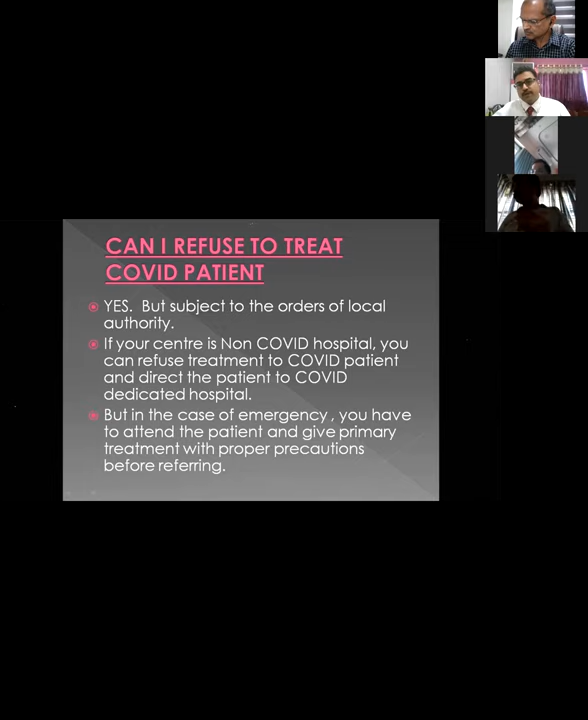 CAN I REFUSE TO TREAT
COVID PATIENT
YES. But subject to the orders of local
authority.
If your centre is Non COVID hospital, you
can refuse treatment to COVID patient
and direct the patient to COVID
dedicated hospital.
But in the case of emergency , you have
to attend the patient and give primary
treatment with proper precautions
before referring.